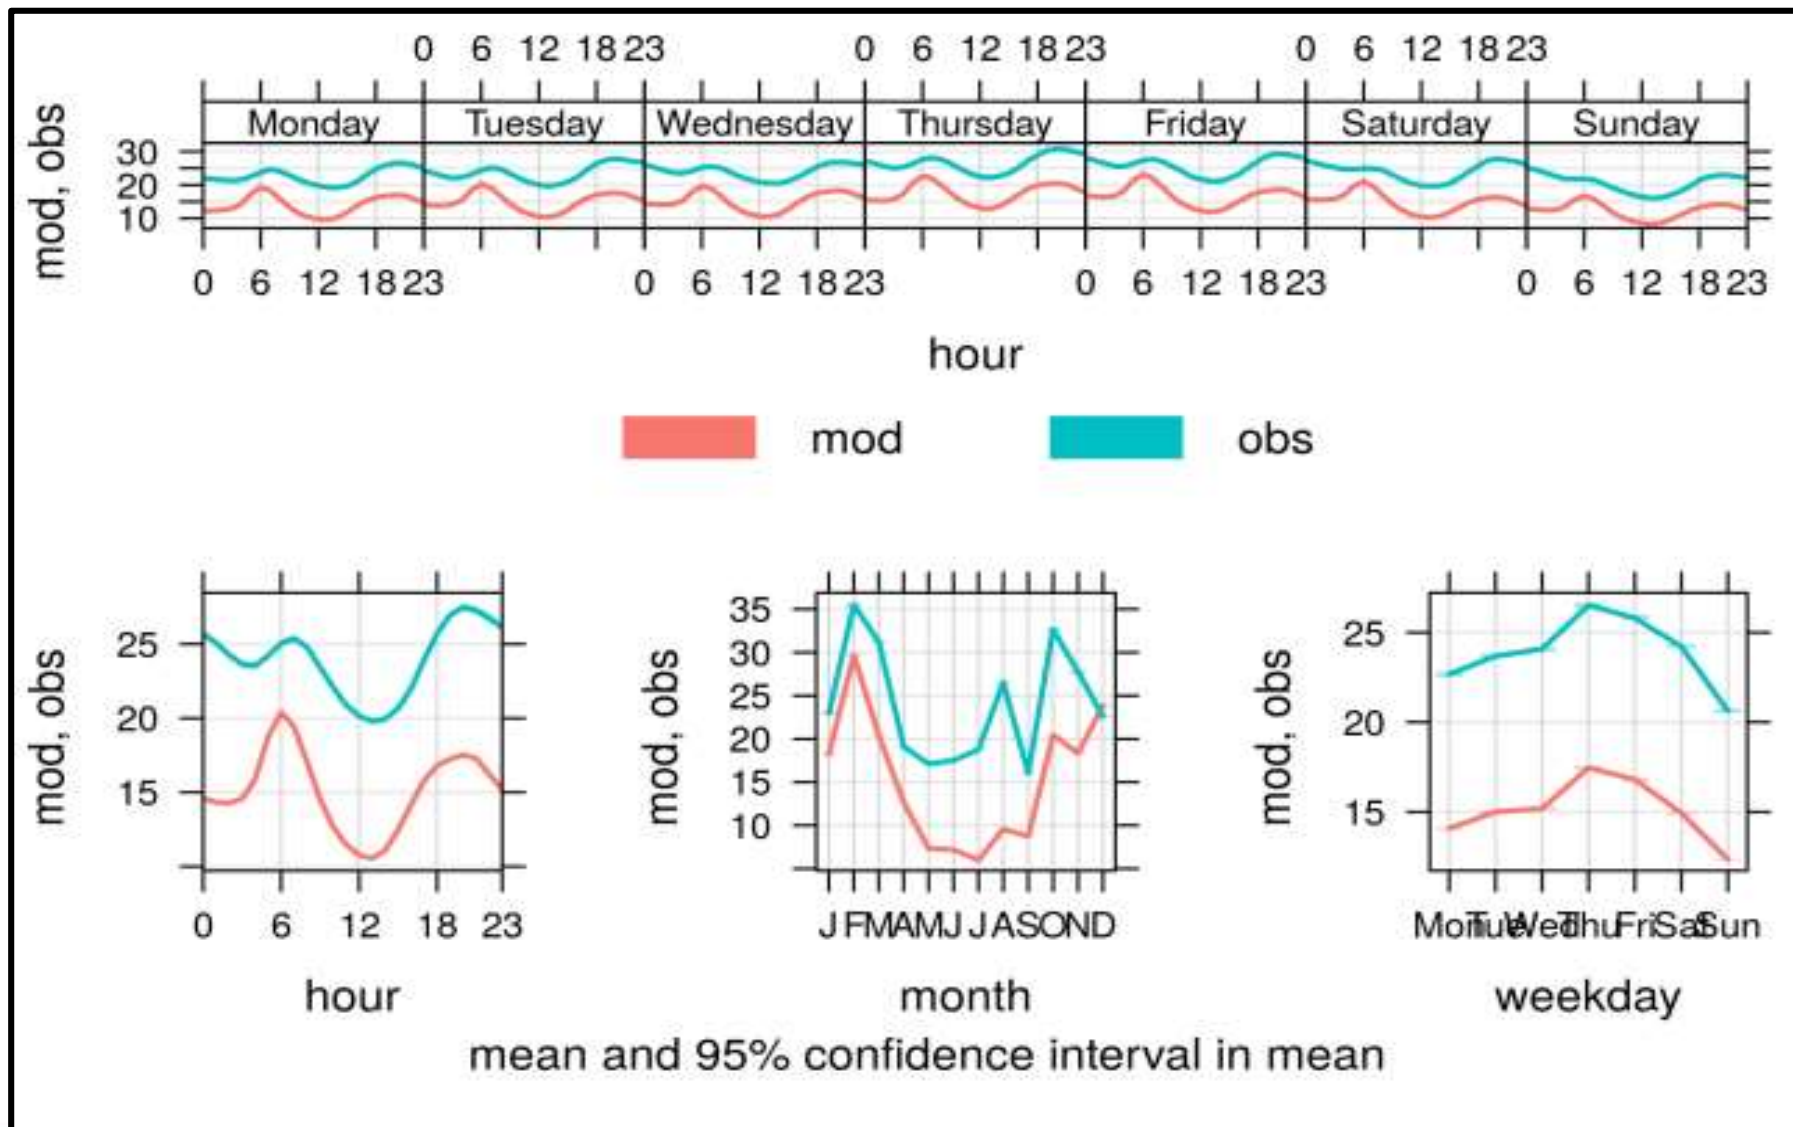 0 6 12 18 23 0 6 12 18 23 0 6 12 18 23
Monday Tuesday Wednesday Thursday Friday Saturday Sunday
mod, obs
30
20
10
0 6 12 18 23 0 6 12 18 23 0 6 12 18 23 0 6 12 18 23
hour
mod obs
mod, obs
25
20
15
0 6 12 18 23
hour
mod, obs
35
30
25
20
15
10
J F M A M J J A S O N D
month
mod, obs
25
20
15
Mon Tue Wed Thu Fri Sat Sun
weekday
mean and 95% confidence interval in mean